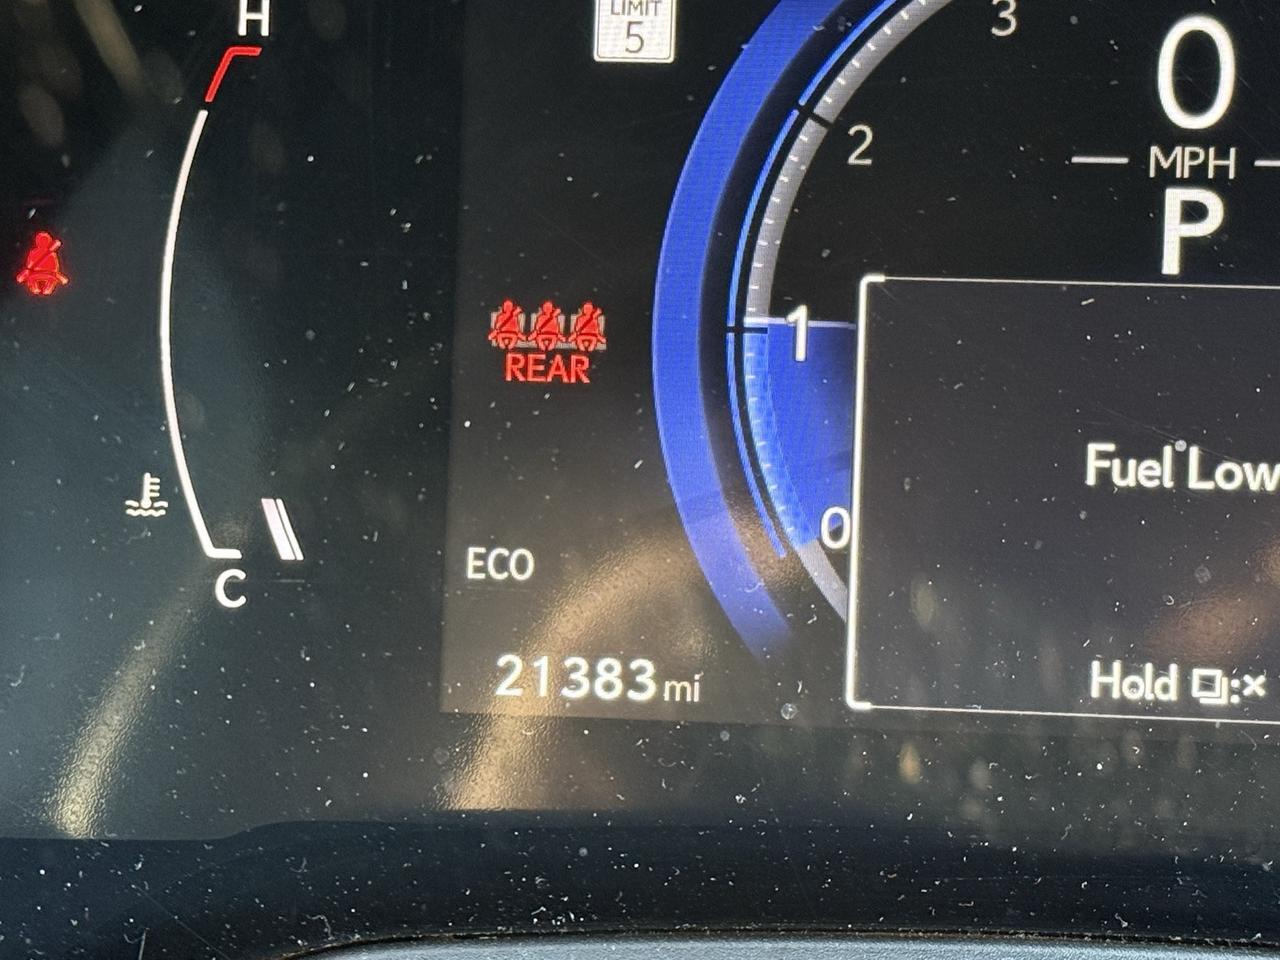 H
LIMIT
5
3
0
2
MPH
P
1
REAR
Fuel Low
0
ECO
C
21383 mi
Hold :×